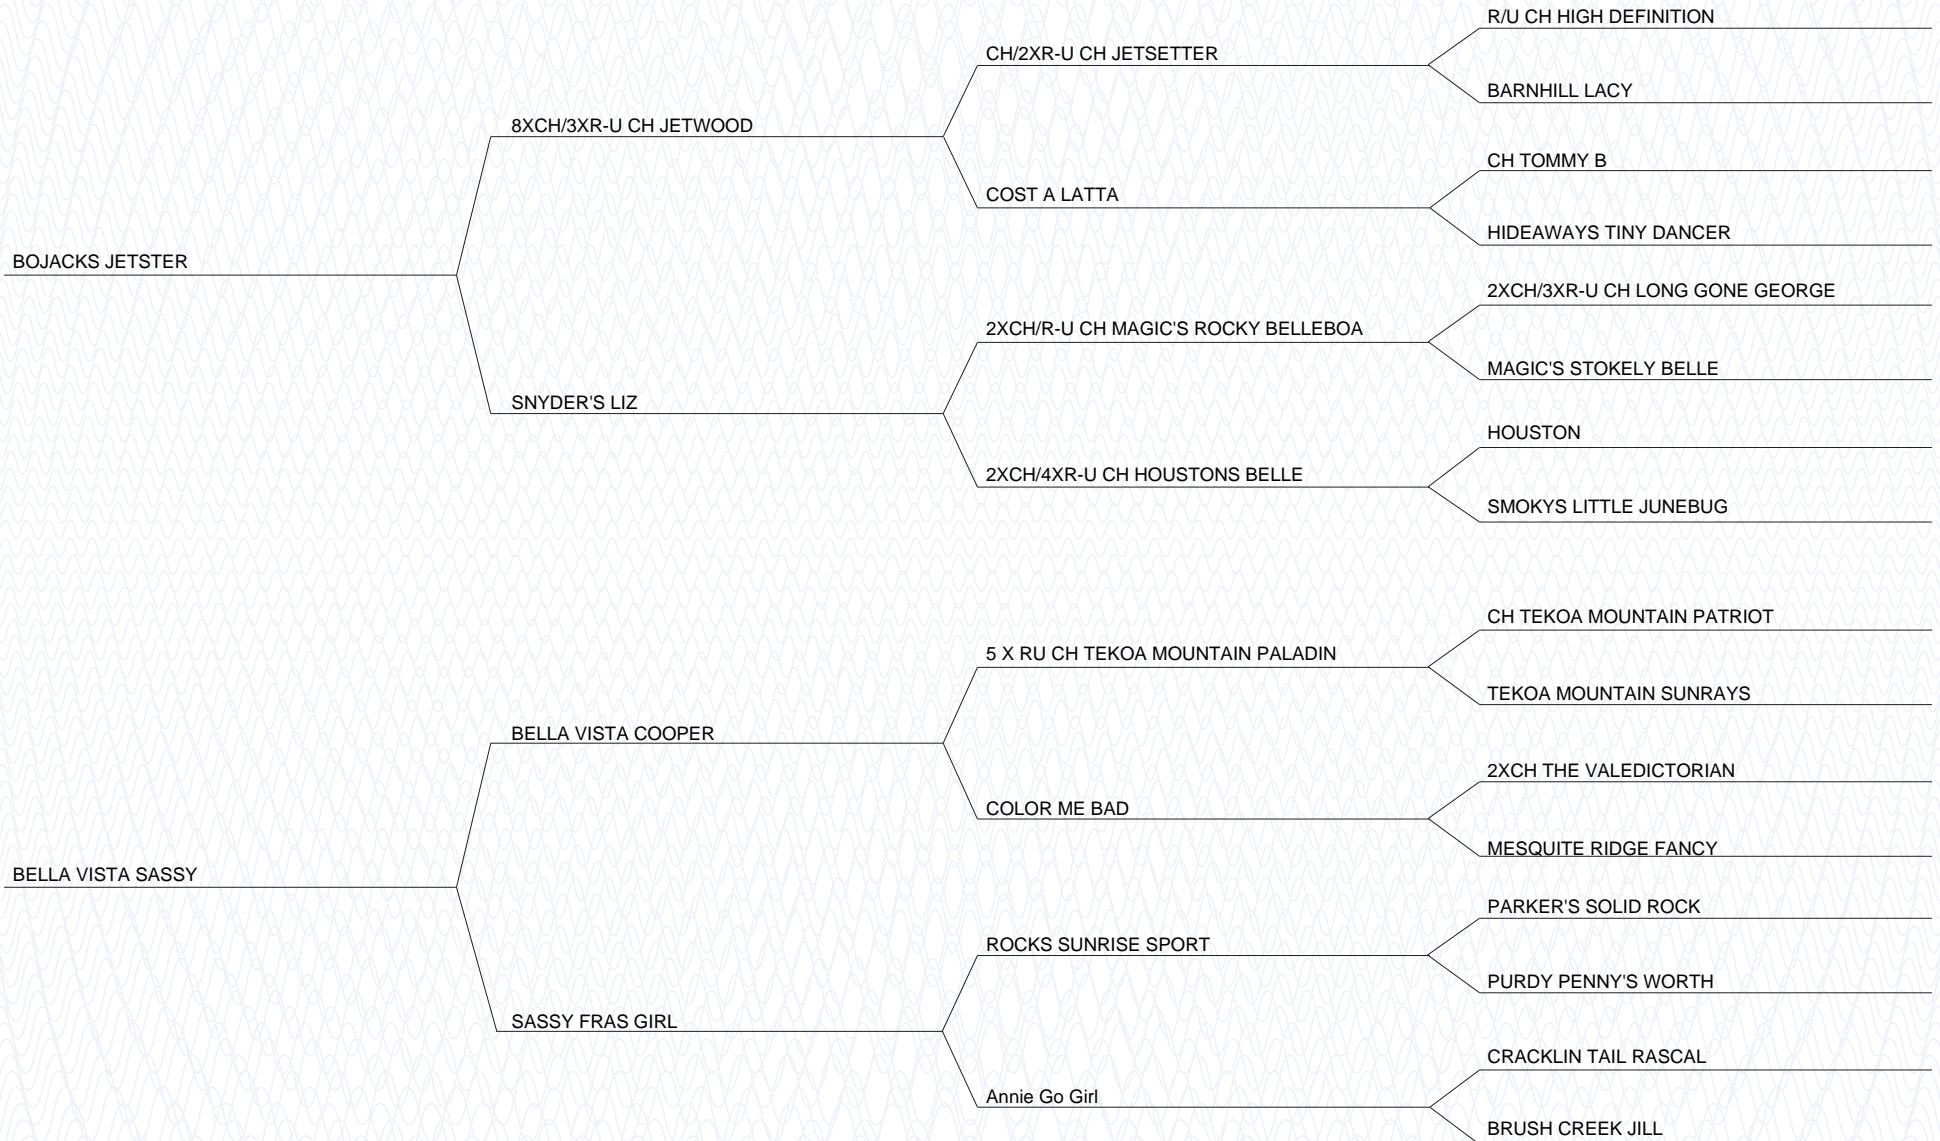 R/U CH HIGH DEFINITION
CH/2XR-U CH JETSETTER
BARNHILL LACY
8XCH/3XR-U CH JETWOOD
CH TOMMY B
COST A LATTA
HIDEAWAYS TINY DANCER
BOJACKS JETSTER
2XCH/3XR-U CH LONG GONE GEORGE
2XCH/R-U CH MAGIC'S ROCKY BELLEBOA
MAGIC'S STOKELY BELLE
SNYDER'S LIZ
HOUSTON
2XCH/4XR-U CH HOUSTONS BELLE
SMOKYS LITTLE JUNEBUG
CH TEKOA MOUNTAIN PATRIOT
5 X RU CH TEKOA MOUNTAIN PALADIN
TEKOA MOUNTAIN SUNRAYS
BELLA VISTA COOPER
2XCH THE VALEDICTORIAN
COLOR ME BAD
MESQUITE RIDGE FANCY
BELLA VISTA SASSY
PARKER'S SOLID ROCK
ROCKS SUNRISE SPORT
PURDY PENNY'S WORTH
SASSY FRAS GIRL
CRACKLIN TAIL RASCAL
Annie Go Girl
BRUSH CREEK JILL